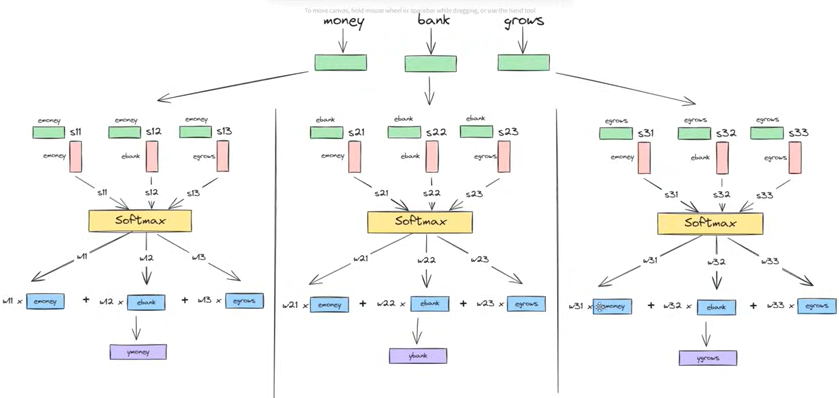 To move canvas, hold mouse wheel or spacebar while dragging, or use the hand tool
money bank grows
emoney emoney emoney ebank ebank ebank egrows egrows egrows
s11 s12 s13 s21 s22 s23 s31 s32 s33
emoney ebank egrows emoney ebank egrows emoney ebank egrows
s11 s12 s13 s21 s22 s23 s31 s32 s33
Softmax Softmax Softmax
w11 w12 w13 w21 w22 w23 w31 w32 w33
w11 x emoney + w12 x ebank + w13 x egrows w21 x emoney + w22 x ebank + w23 x egrows w31 x emoney + w32 x ebank + w33 x egrows
ymoney ybank ygrows